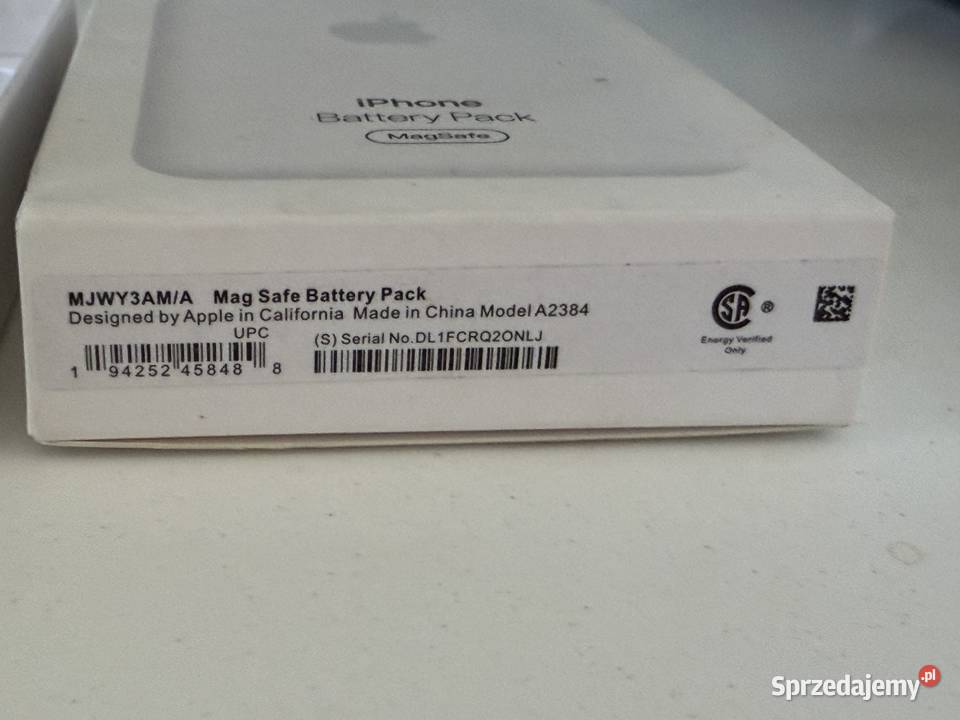 iPhone
Battery Pack
MagSafe
MJWY3AM/A Mag Safe Battery Pack
Designed by Apple in California Made in China Model A2384
UPC
(S) Serial No.DL1FCRQ2ONLJ
1 94252 45848 8
SA ®
Energy Verified
Only
Sprzedajemy.pl